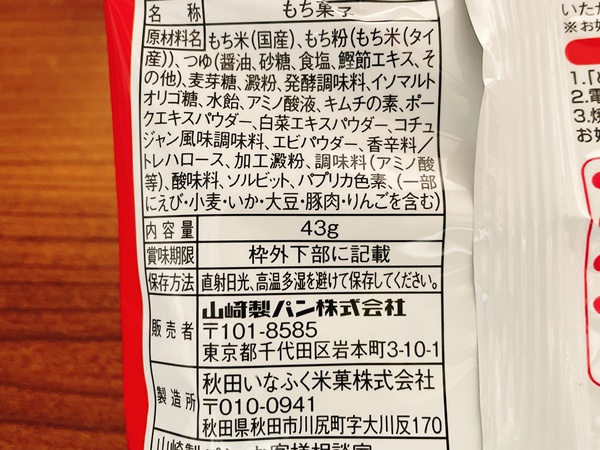 名称 もち菓子
原材料名 もち米(国産)、もち粉(もち米(タイ
産))、つゆ(醤油、砂糖、食塩、鰹節エキス、そ
の他)、麦芽糖、澱粉、発酵調味料、イソマルト
オリゴ糖、水飴、アミノ酸液、キムチの素、ポー
クエキスパウダー、白菜エキスパウダー、コチュ
ジャン風味調味料、エビパウダー、香辛料／
トレハロース、加工澱粉、調味料(アミノ酸
等)、酸味料、ソルビット、パプリカ色素、(一部
にえび・小麦・いか・大豆・豚肉・りんごを含む)
内容量 43g
賞味期限 枠外下部に記載
保存方法 直射日光、高温多湿を避けて保存してください。
販売者 山崎製パン株式会社
〒101-8585
東京都千代田区岩本町3-10-1
製造所 秋田いなふく米菓株式会社
〒010-0941
秋田県秋田市川尻町字大川反170
いただ
※お好
1.「と
2.電
3.焼
お好